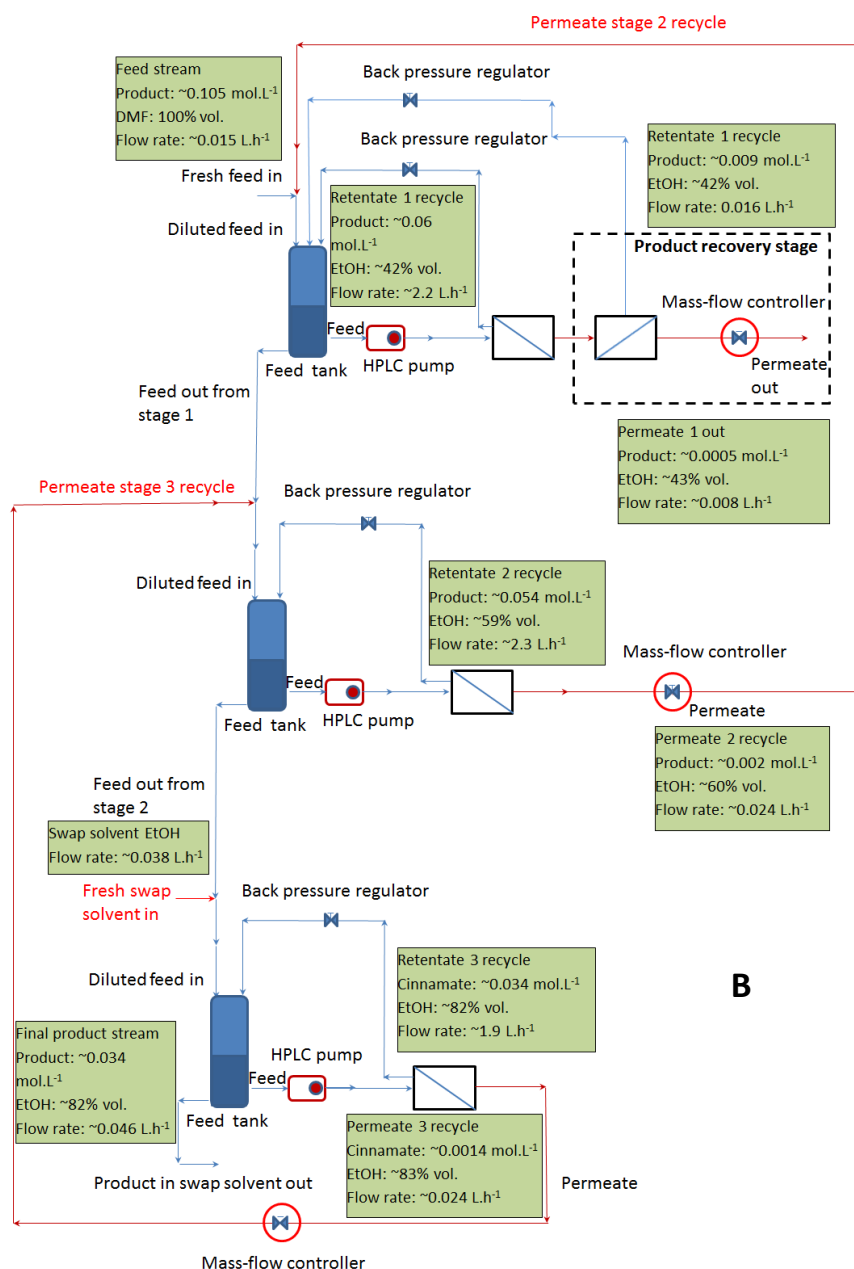 Permeate stage 2 recycle
Feed stream
Product: ~0.105 mol.L-1
DMF: 100% vol.
Flow rate: ~0.015 L.h-1
Back pressure regulator
Back pressure regulator
Retentate 1 recycle
Product: ~0.009 mol.L-1
EtOH: ~42% vol.
Flow rate: 0.016 L.h-1
Fresh feed in
Diluted feed in
Retentate 1 recycle
Product: ~0.06
mol.L-1
EtOH: ~42% vol.
Flow rate: ~2.2 L.h-1
Product recovery stage
Mass-flow controller
Feed
HPLC pump
Feed tank
Permeate
out
Feed out from
stage 1
Permeate 1 out
Product: ~0.0005 mol.L-1
EtOH: ~43% vol.
Flow rate: ~0.008 L.h-1
Permeate stage 3 recycle
Back pressure regulator
Diluted feed in
Retentate 2 recycle
Product: ~0.054 mol.L-1
EtOH: ~59% vol.
Flow rate: ~2.3 L.h-1
Mass-flow controller
Feed
HPLC pump
Feed tank
Permeate
Permeate 2 recycle
Product: ~0.002 mol.L-1
EtOH: ~60% vol.
Flow rate: ~0.024 L.h-1
Feed out from
stage 2
Swap solvent EtOH
Flow rate: ~0.038 L.h-1
Fresh swap
solvent in
Back pressure regulator
Diluted feed in
Retentate 3 recycle
Cinnamate: ~0.034 mol.L-1
EtOH: ~82% vol.
Flow rate: ~1.9 L.h-1
B
Final product stream
Product: ~0.034
mol.L-1
EtOH: ~82% vol.
Flow rate: ~0.046 L.h-1
HPLC pump
Feed
Feed tank
Permeate 3 recycle
Cinnamate: ~0.0014 mol.L-1
EtOH: ~83% vol.
Flow rate: ~0.024 L.h-1
Product in swap solvent out
Permeate
Mass-flow controller